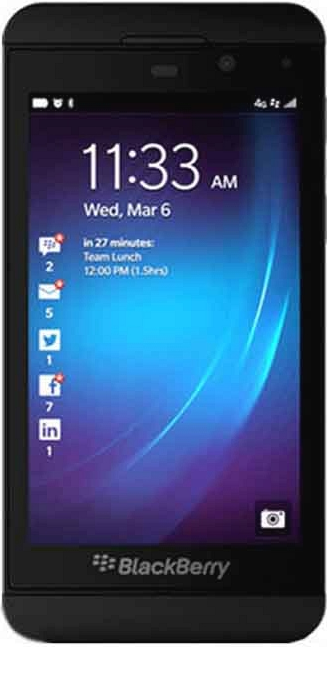 4G
11:33 AM
Wed, Mar 6
in 27 minutes:
Team Lunch
12:00 PM (1.5hrs)
2
5
1
f
7
in
1
BlackBerry